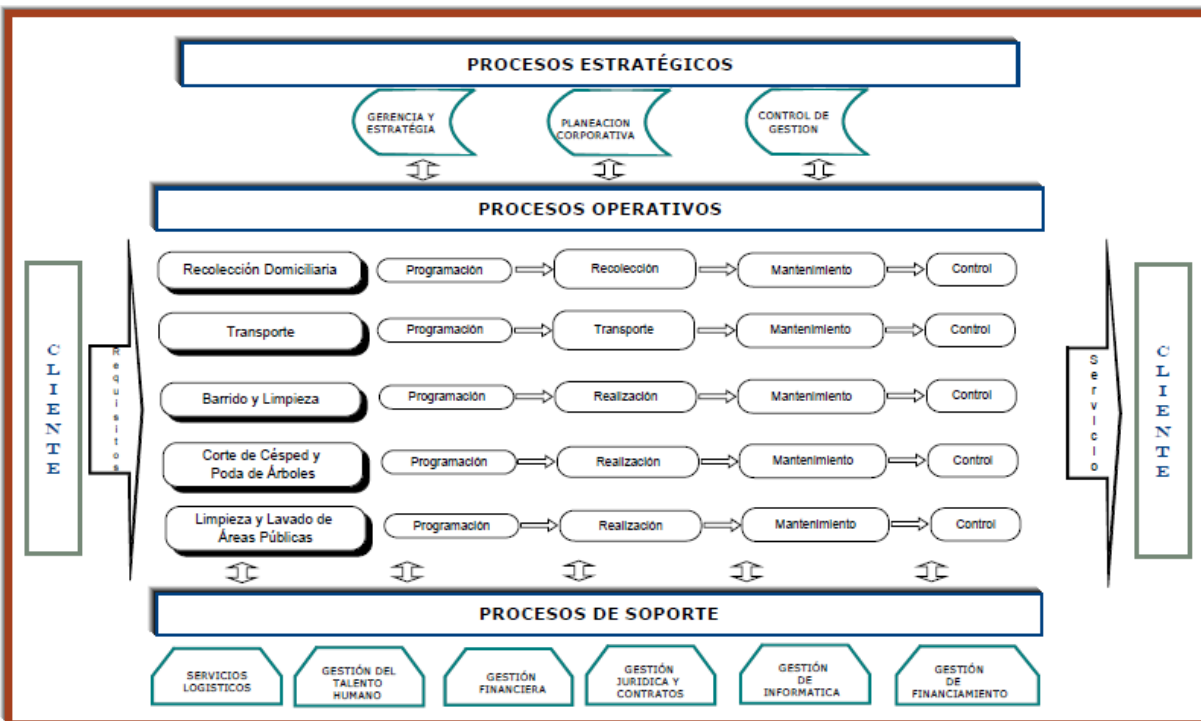 PROCESOS ESTRATÉGICOS
GERENCIA Y
ESTRATÉGIA
PLANEACION
CORPORATIVA
CONTROL DE
GESTION
PROCESOS OPERATIVOS
CLIENTE
Requisitos
Recolección Domiciliaria
Programación
Recolección
Mantenimiento
Control
Transporte
Programación
Transporte
Mantenimiento
Control
Barrido y Limpieza
Programación
Realización
Mantenimiento
Control
Corte de Césped y
Poda de Árboles
Programación
Realización
Mantenimiento
Control
Limpieza y Lavado de
Áreas Públicas
Programación
Realización
Mantenimiento
Control
Servicio
CLIENTE
PROCESOS DE SOPORTE
SERVICIOS
LOGISTICOS
GESTIÓN DEL
TALENTO
HUMANO
GESTIÓN
FINANCIERA
GESTIÓN
JURIDICA Y
CONTRATOS
GESTIÓN
DE
INFORMATICA
GESTIÓN
DE
FINANCIAMIENTO